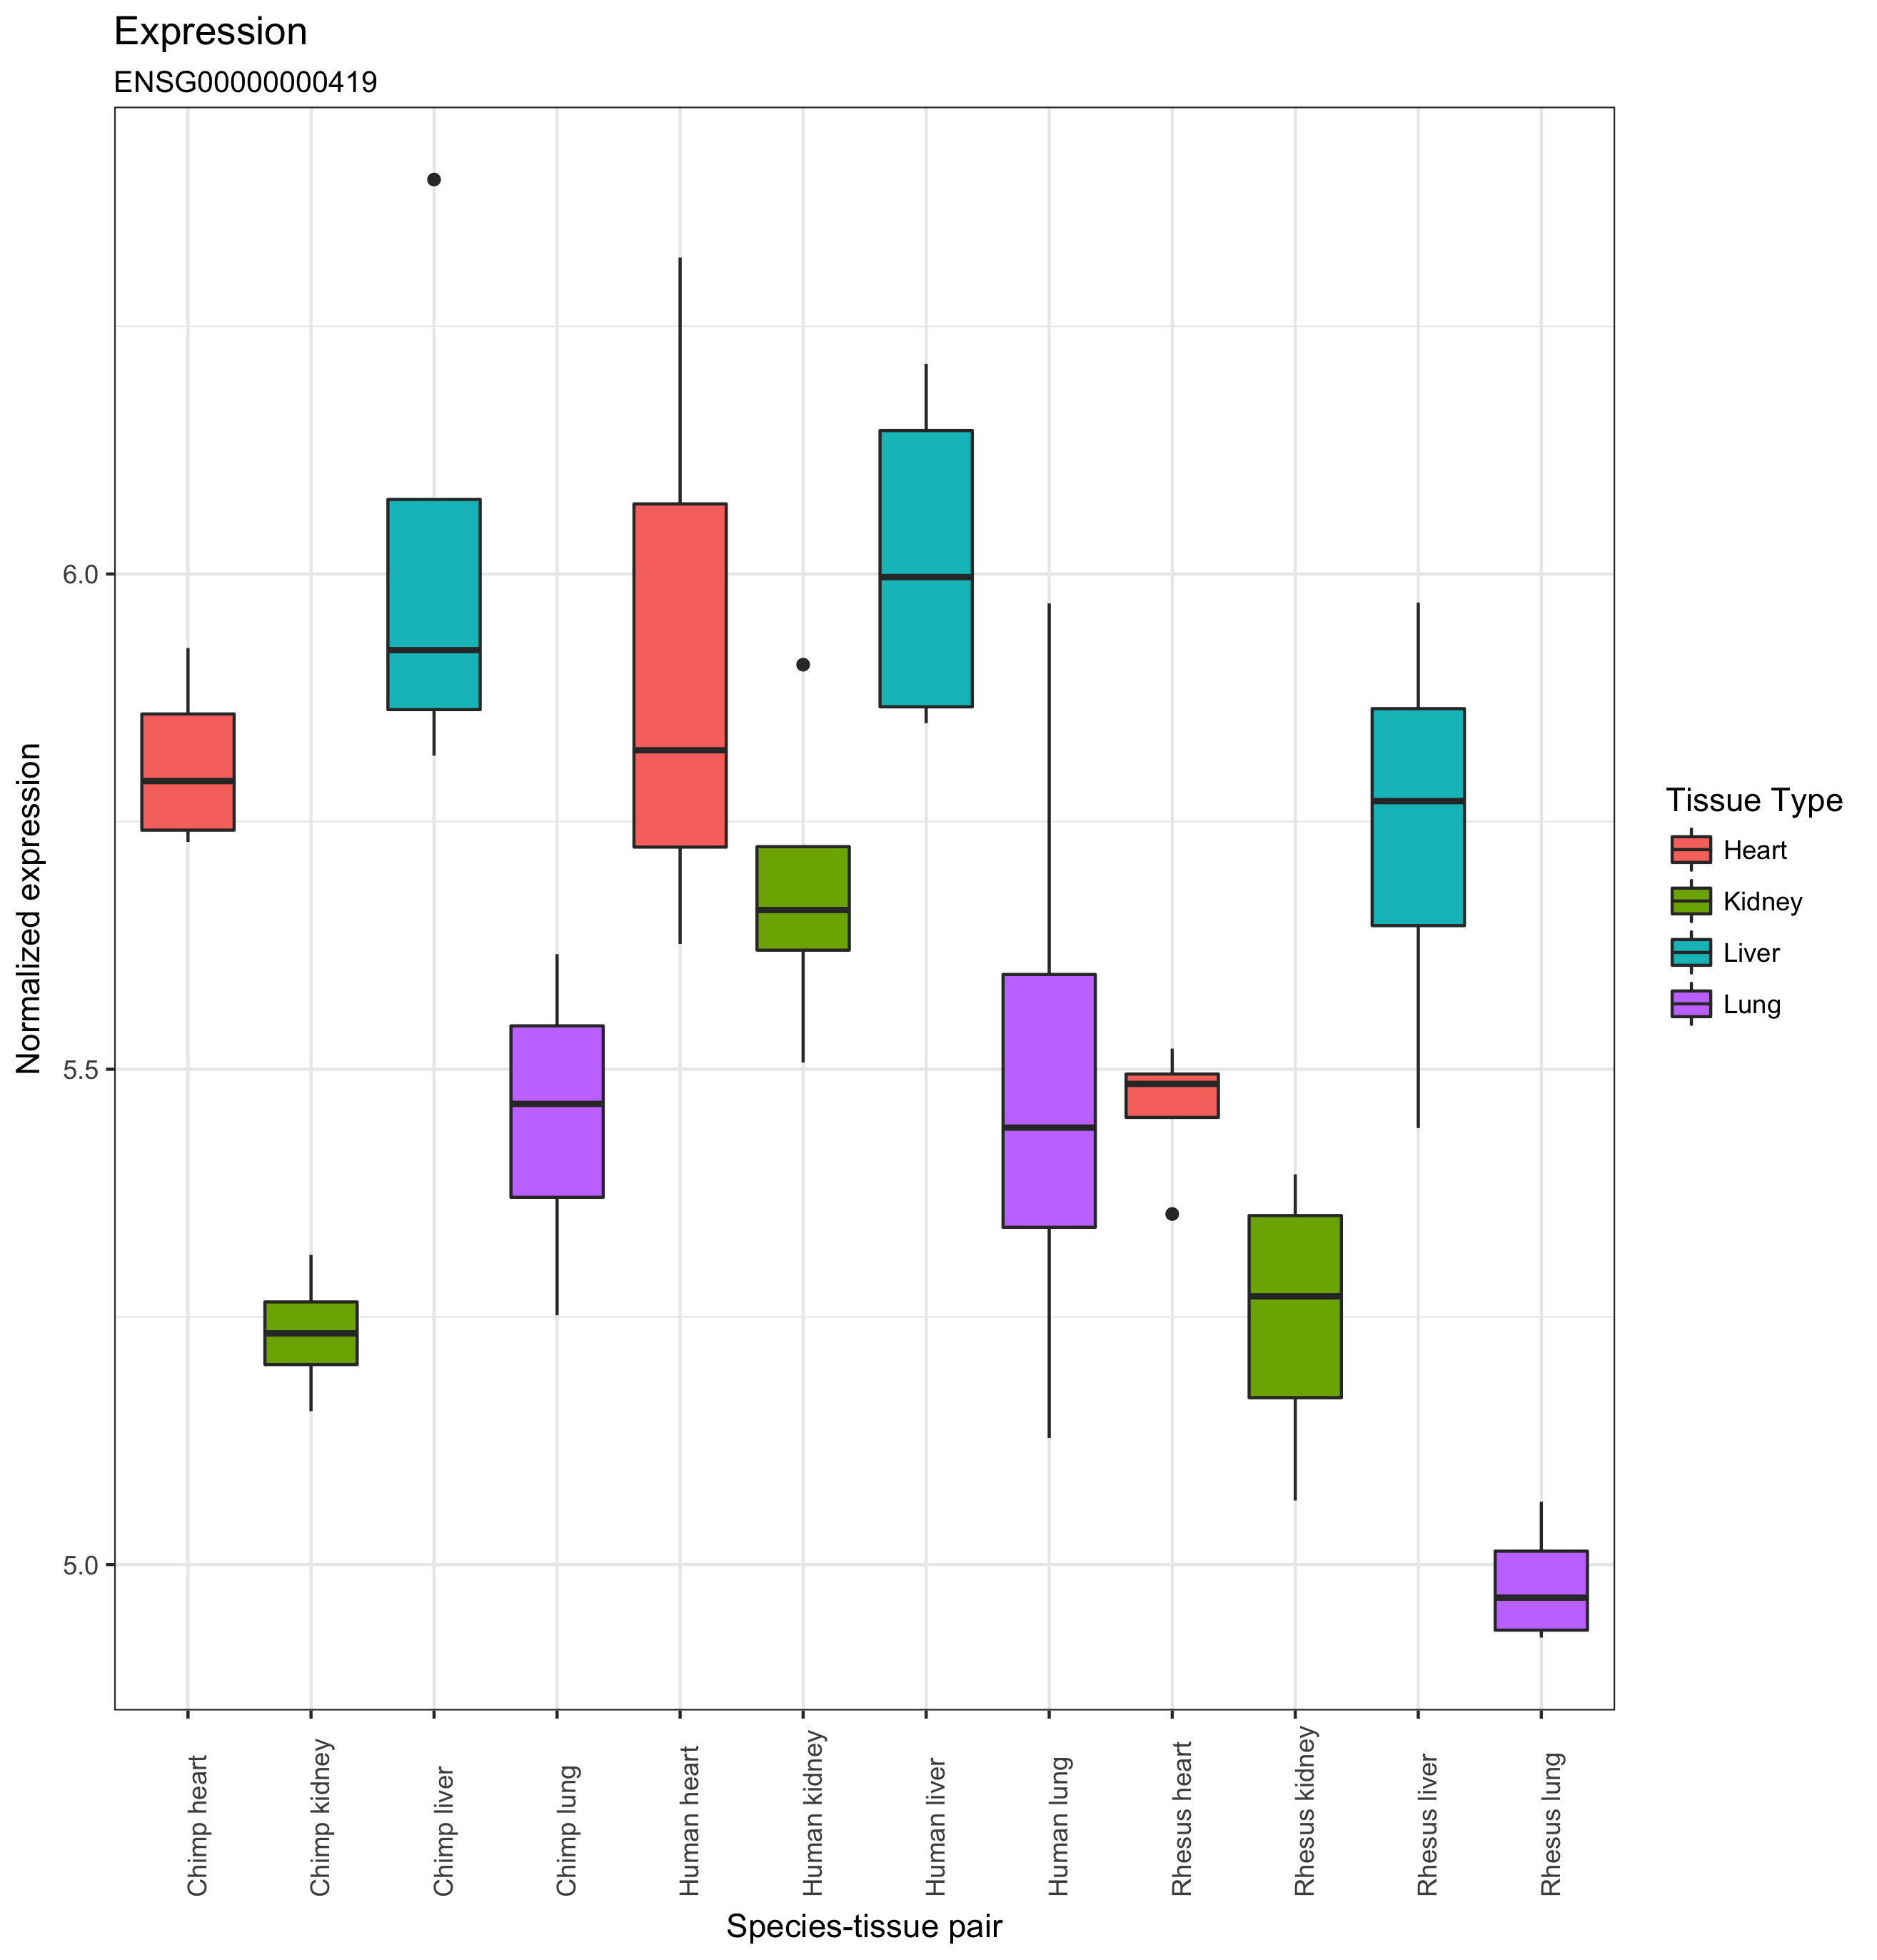 Expression
ENSG00000000419
6.0
5.5
5.0
Normalized expression
Chimp heart
Chimp kidney
Chimp liver
Chimp lung
Human heart
Human kidney
Human liver
Human lung
Rhesus heart
Rhesus kidney
Rhesus liver
Rhesus lung
Species-tissue pair
Tissue Type
Heart
Kidney
Liver
Lung